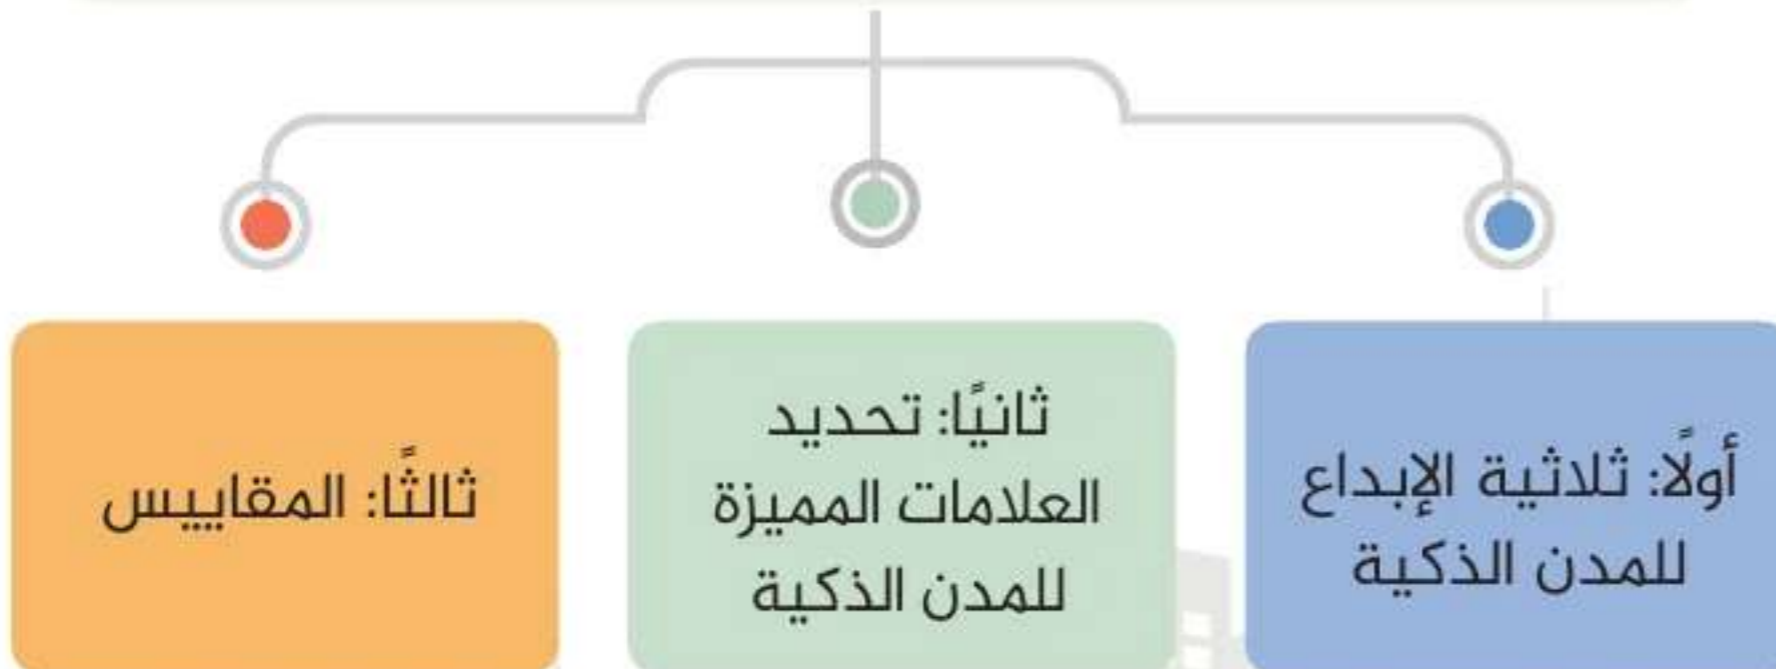 أولًا: ثلاثية الإبداع
للمدن الذكية
ثانيًا: تحديد
العلامات المميزة
للمدن الذكية
ثالثًا: المقاييس